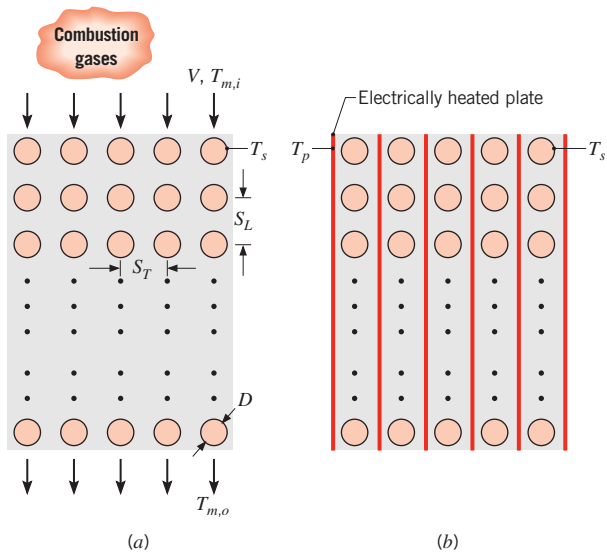 Combustion
gases
V, T_{m,i}
T_s
S_L
S_T
D
T_{m,o}
(a)
Electrically heated plate
T_p
T_s
(b)